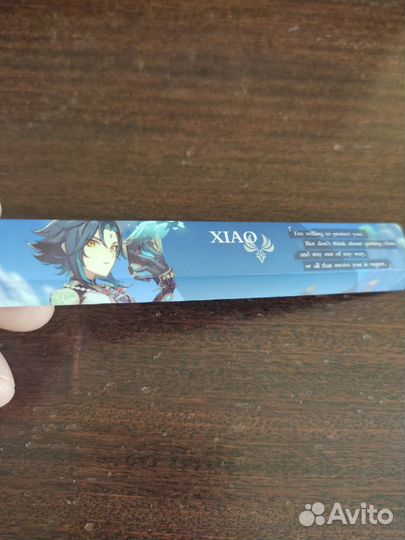 XIAO
I'm willing to protect you.
But don't think about getting close,
and stay out of my way,
or all that awaits you is regret.
Avito